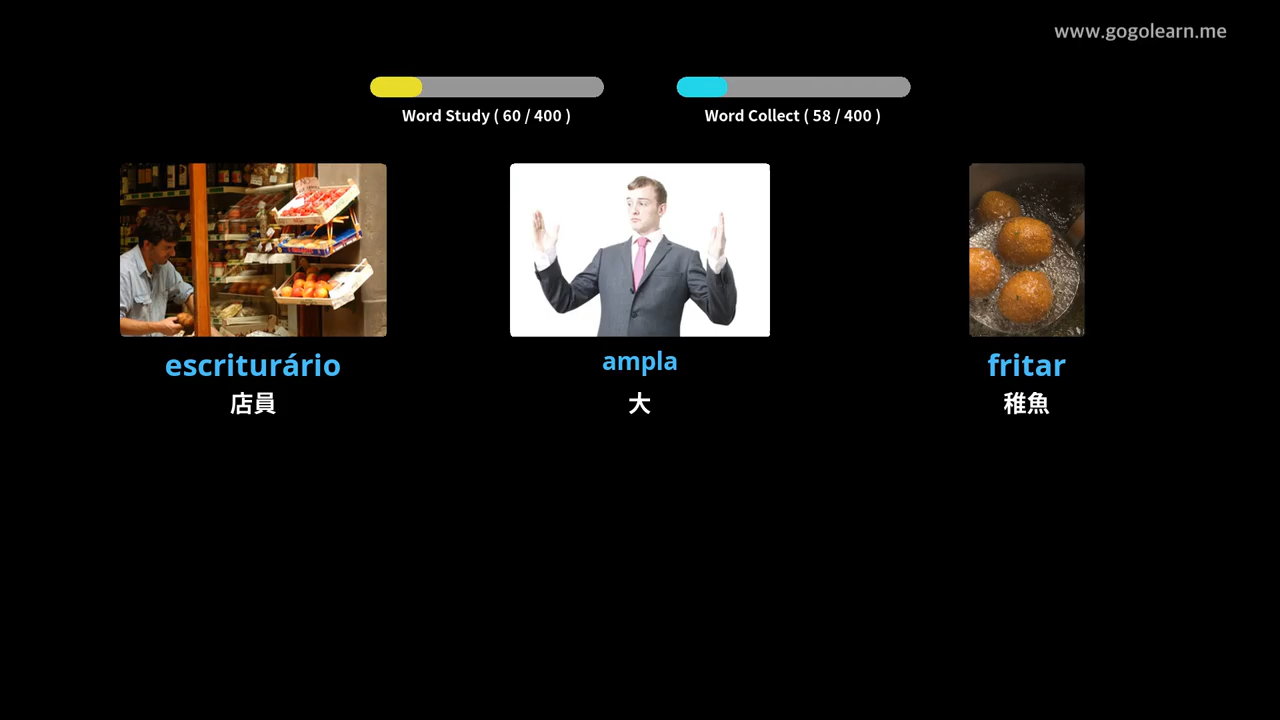 www.gogolearn.me
Word Study ( 60 / 400 )
Word Collect ( 58 / 400 )
escriturário
ampla
fritar
店員
大
稚魚